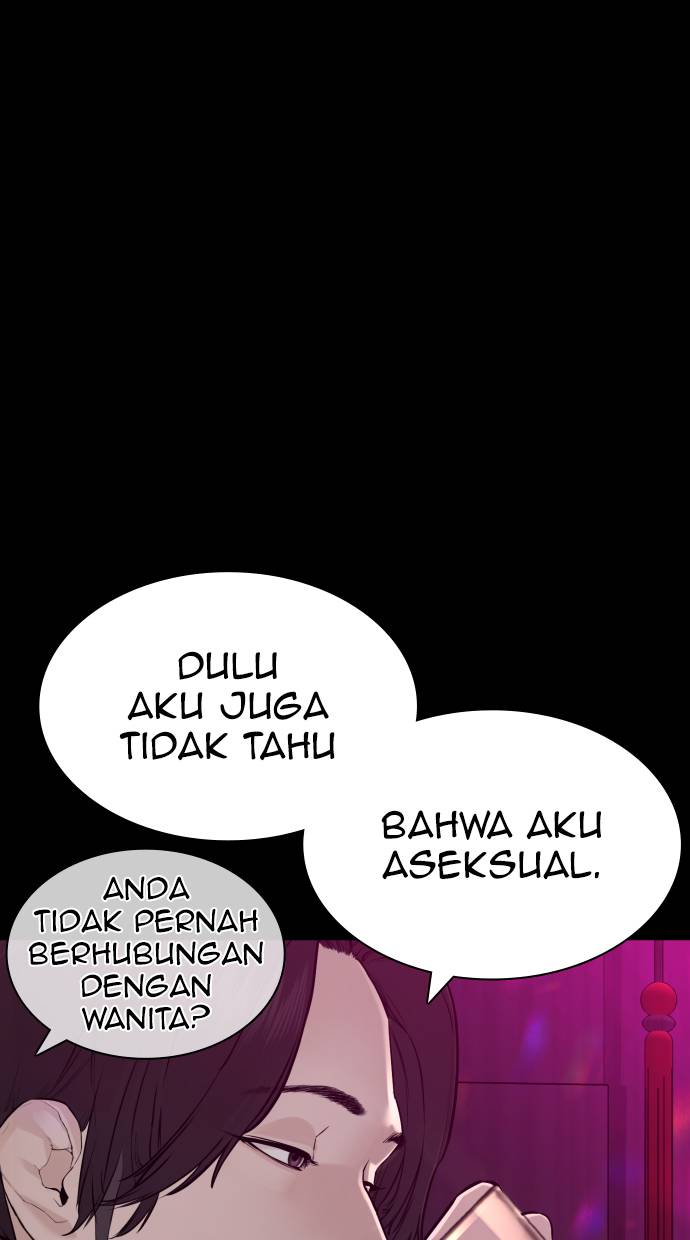 DULU
AKU JUGA
TIDAK TAHU
BAHWA AKU
ASEKSUAL.
ANDA
TIDAK PERNAH
BERHUBUNGAN
DENGAN
WANITA?